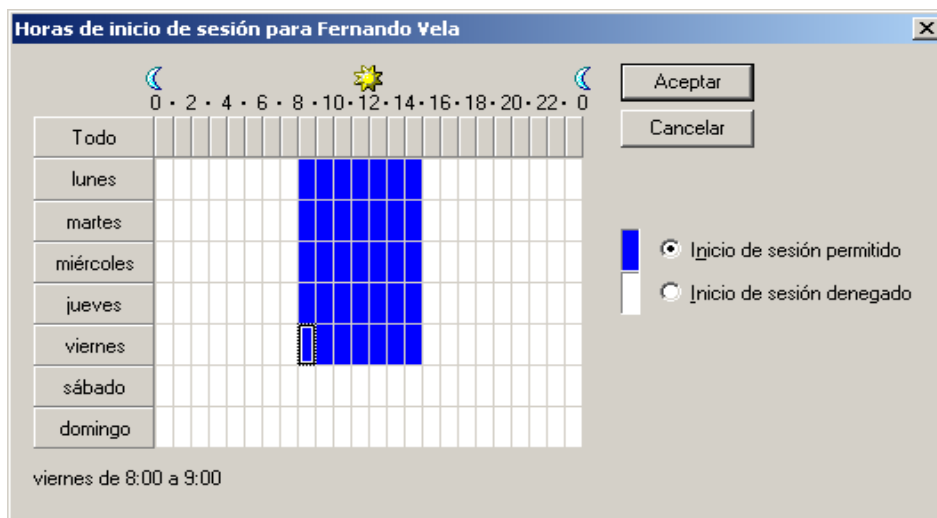 Horas de inicio de sesión para Fernando Vela
0 · 2 · 4 · 6 · 8 · 10 · 12 · 14 · 16 · 18 · 20 · 22 · 0
Aceptar
Cancelar
Todo
lunes
martes
miércoles
jueves
viernes
sábado
domingo
Inicio de sesión permitido
Inicio de sesión denegado
viernes de 8:00 a 9:00